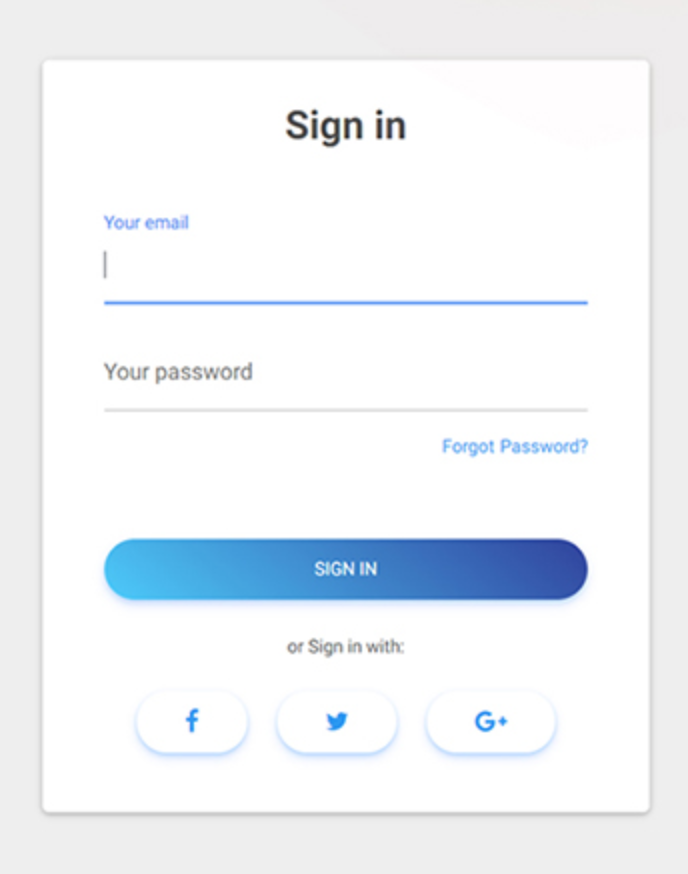 Sign in
Your email
Your password
Forgot Password?
SIGN IN
or Sign in with:
f G+